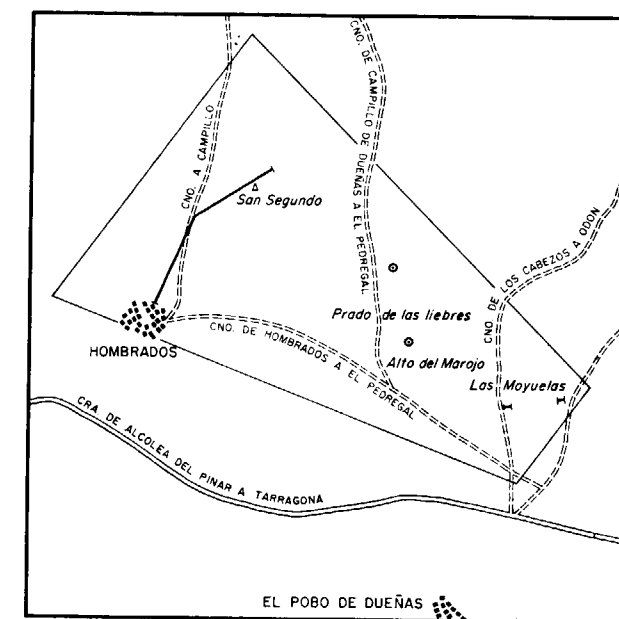 CNO. A CAMPILLO
CNO. DE CAMPILLO DE DUEÑAS A EL PEDREGAL
San Segundo
CNO. DE LOS CABEZOS A ODON
Prado de las liebres
CNO. DE HOMBRADOS A EL PEDREGAL
HOMBRADOS
Alto del Marojo
Las Moyuelas
CRA DE ALCOLEA DEL PINAR A TARRAGONA
EL POBO DE DUEÑAS